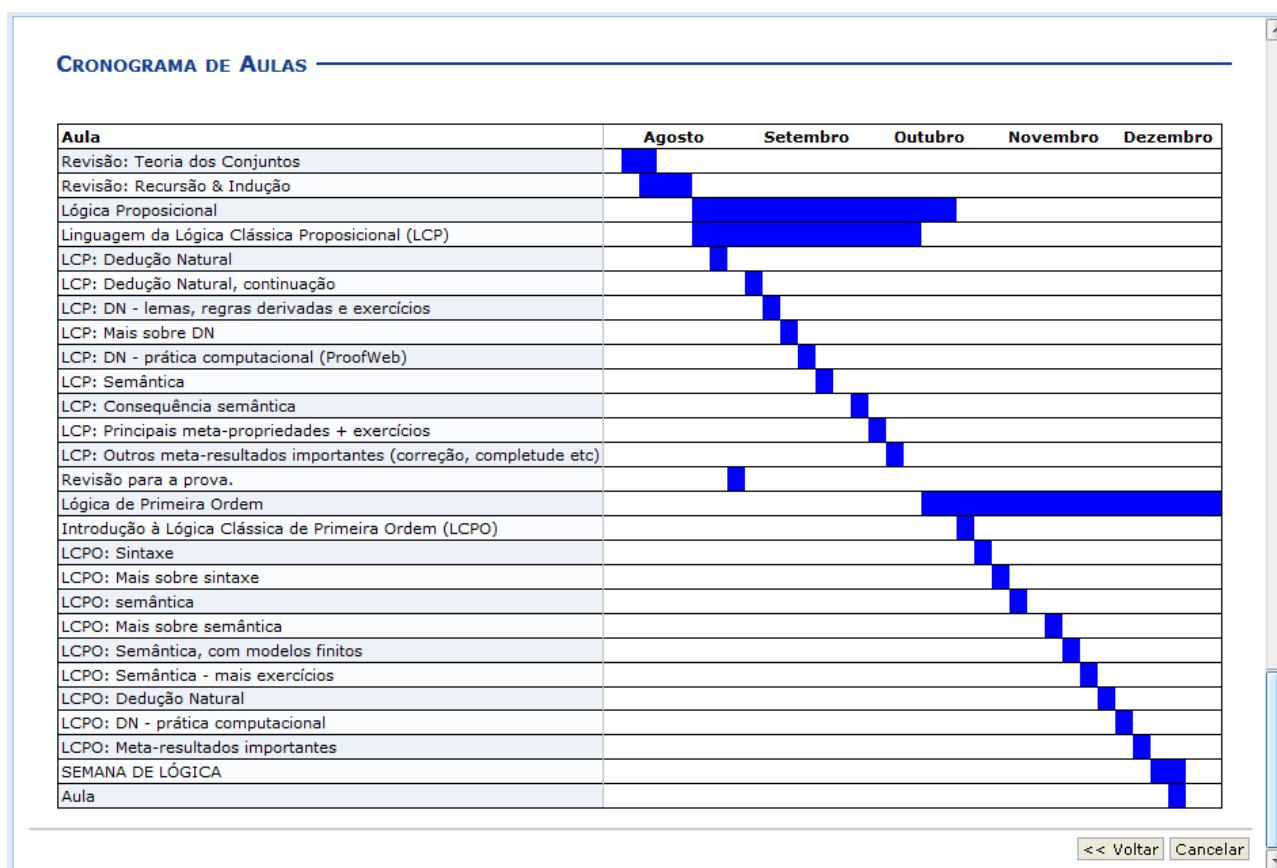 CRONOGRAMA DE AULAS
Aula Agosto Setembro Outubro Novembro Dezembro
Revisão: Teoria dos Conjuntos
Revisão: Recursão & Indução
Lógica Proposicional
Linguagem da Lógica Clássica Proposicional (LCP)
LCP: Dedução Natural
LCP: Dedução Natural, continuação
LCP: DN - lemas, regras derivadas e exercícios
LCP: Mais sobre DN
LCP: DN - prática computacional (ProofWeb)
LCP: Semântica
LCP: Consequência semântica
LCP: Principais meta-propriedades + exercícios
LCP: Outros meta-resultados importantes (correção, completude etc)
Revisão para a prova.
Lógica de Primeira Ordem
Introdução à Lógica Clássica de Primeira Ordem (LCPO)
LCPO: Sintaxe
LCPO: Mais sobre sintaxe
LCPO: semântica
LCPO: Mais sobre semântica
LCPO: Semântica, com modelos finitos
LCPO: Semântica - mais exercícios
LCPO: Dedução Natural
LCPO: DN - prática computacional
LCPO: Meta-resultados importantes
SEMANA DE LÓGICA
Aula
<< Voltar Cancelar